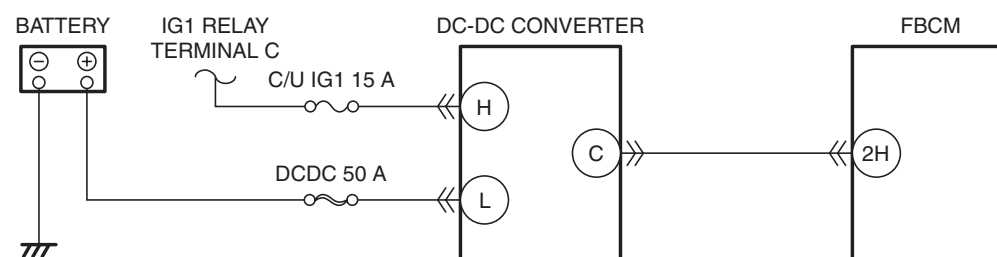 BATTERY
IG1 RELAY
TERMINAL C
DC-DC CONVERTER
FBCM
C/U IG1 15 A
H
C
2H
DCDC 50 A
L